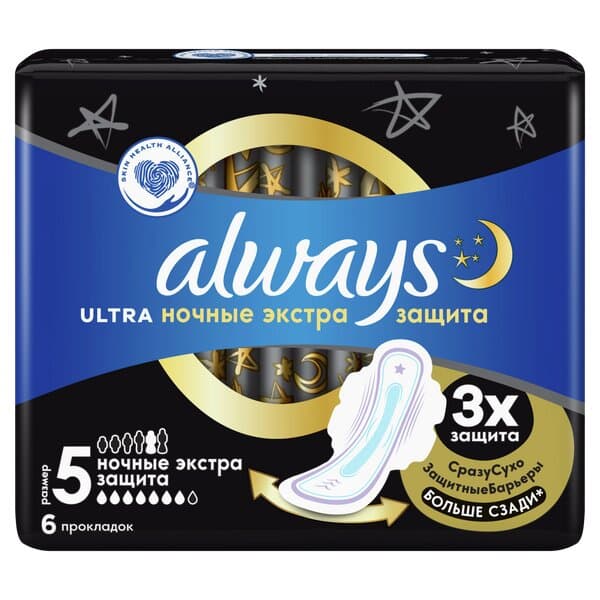 SKIN HEALTH ALLIANCE®
always
ULTRA ночные экстра защита
3x
защита
СразуСухо
ЗащитныеБарьеры
БОЛЬШЕ СЗАДИ*
размер
5
ночные экстра
защита
6 прокладок